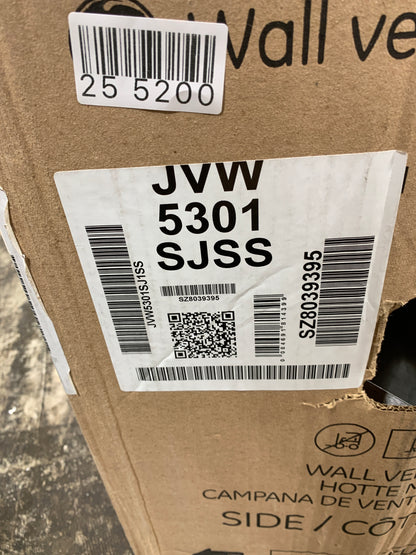 Wall ve
25 5200
JVW
5301
SJSS
SZ8039395
JVW5301SJ1SS
SZ8039395
WALL VE
HOTTE M
CAMPANA DE VENT
SIDE / CÔT